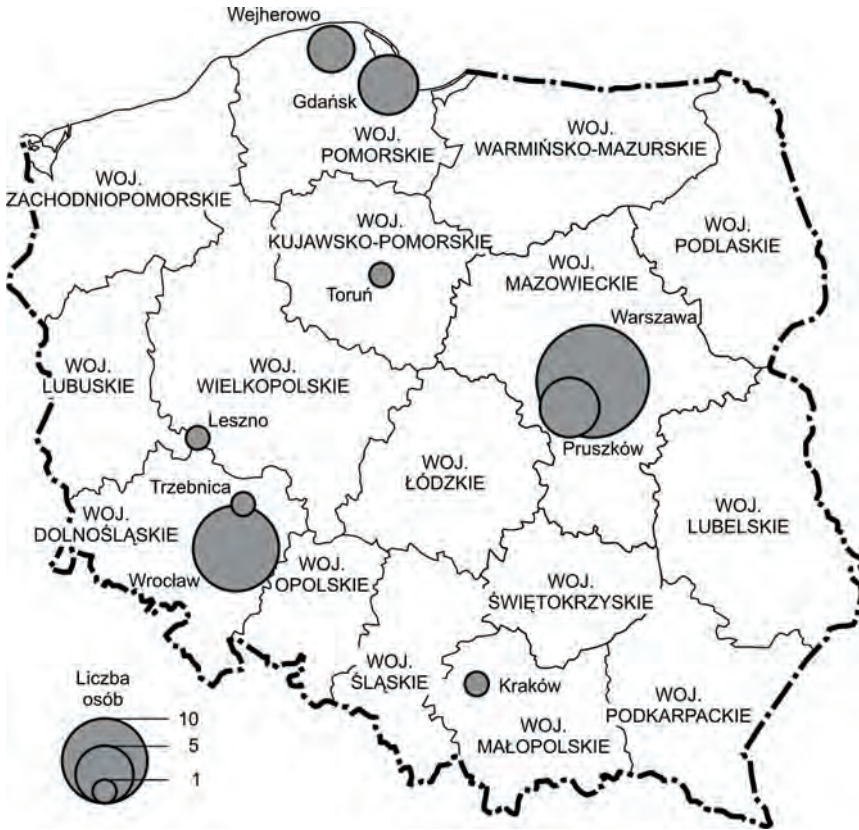 Wejherowo
Gdańsk
WOJ.
POMORSKIE
WOJ.
WARMIŃSKO-MAZURSKIE
WOJ.
ZACHODNIOPOMORSKIE
WOJ.
KUJAWSKO-POMORSKIE
Toruń
WOJ.
PODLASKIE
WOJ.
MAZOWIECKIE
Warszawa
Pruszków
WOJ.
LUBUSKIE
WOJ.
WIELKOPOLSKIE
Leszno
Trzebnica
WOJ.
DOLNOŚLĄSKIE
Wrocław
WOJ.
ŁÓDZKIE
WOJ.
LUBELSKIE
WOJ.
OPOLSKIE
WOJ.
ŚWIĘTOKRZYSKIE
WOJ.
ŚLĄSKIE
Kraków
WOJ.
MAŁOPOLSKIE
WOJ.
PODKARPACKIE
Liczba
osób
10
5
1